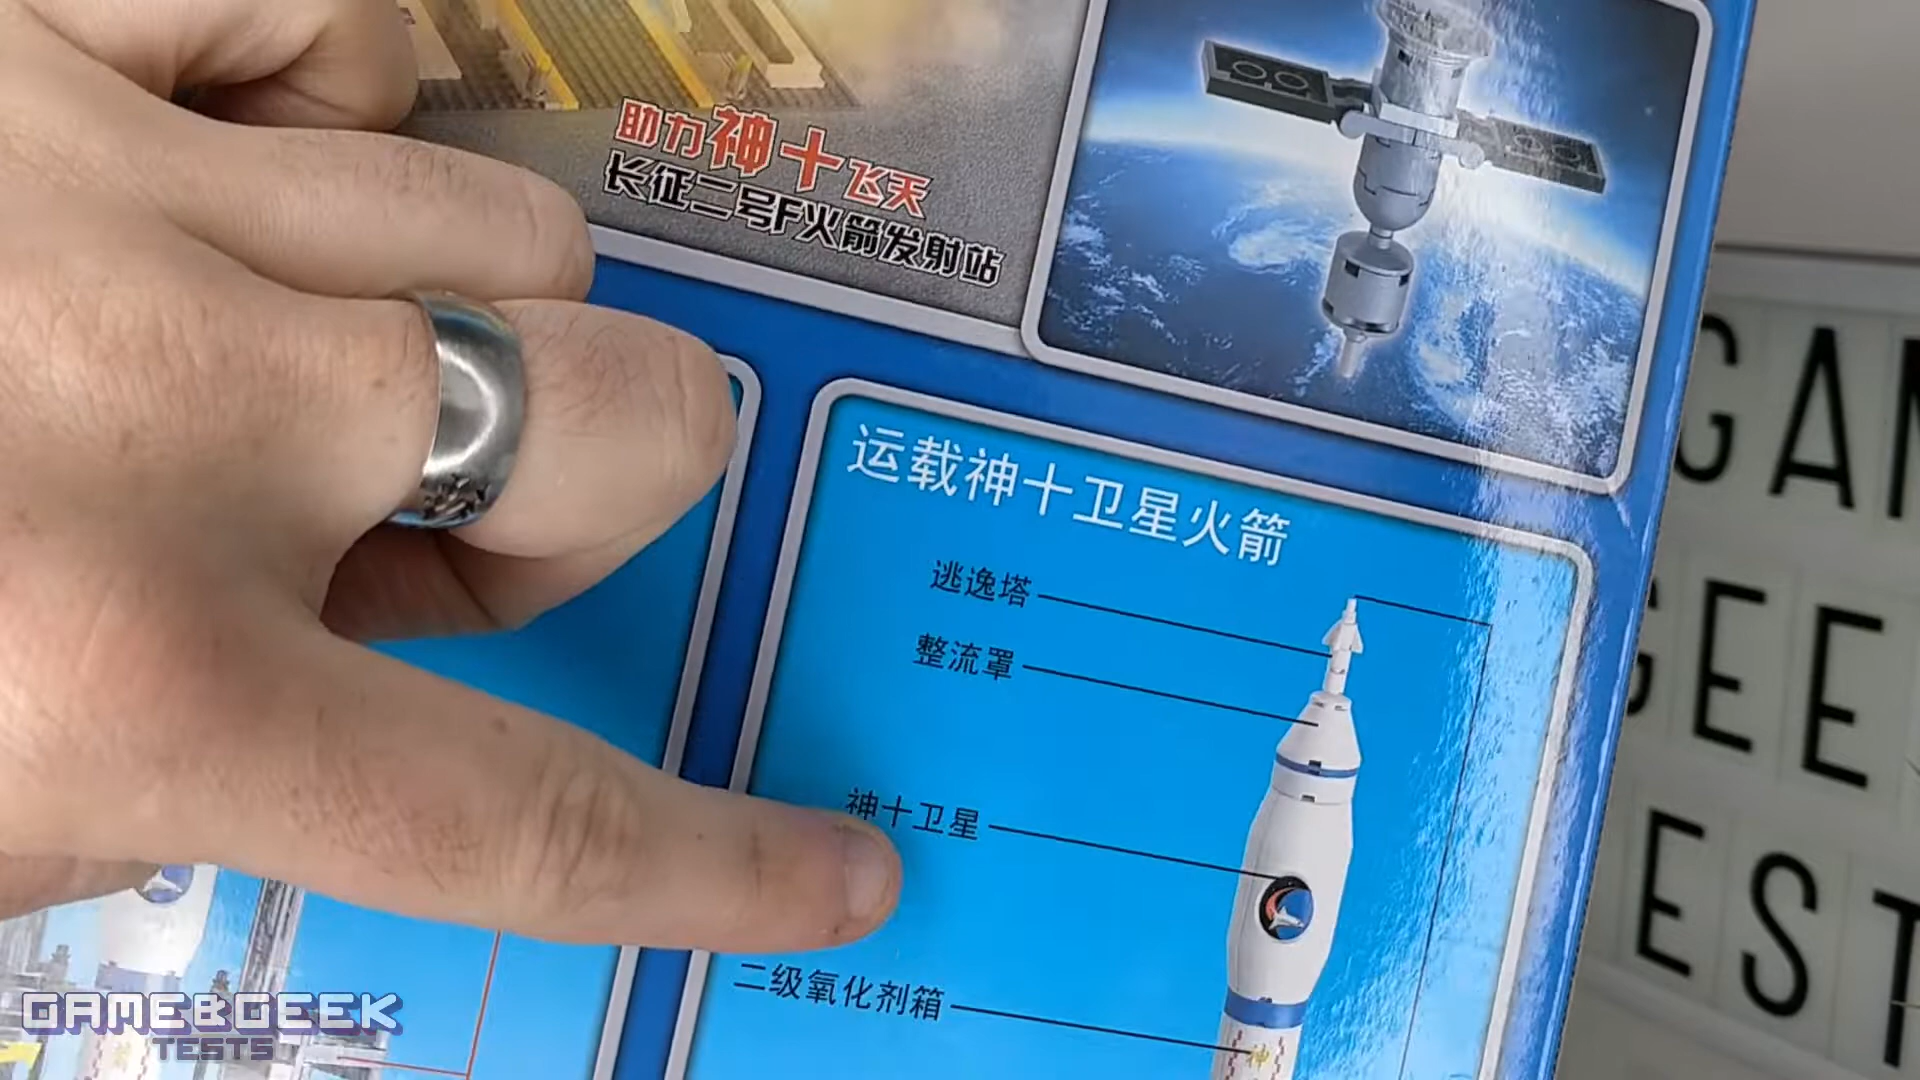 助力神十飞天
长征二号F火箭发射站
运载神十卫星火箭
逃逸塔
整流罩
神十卫星
二级氧化剂箱
神
GAM
GEE
EST
GAME&GEEK
TESTS